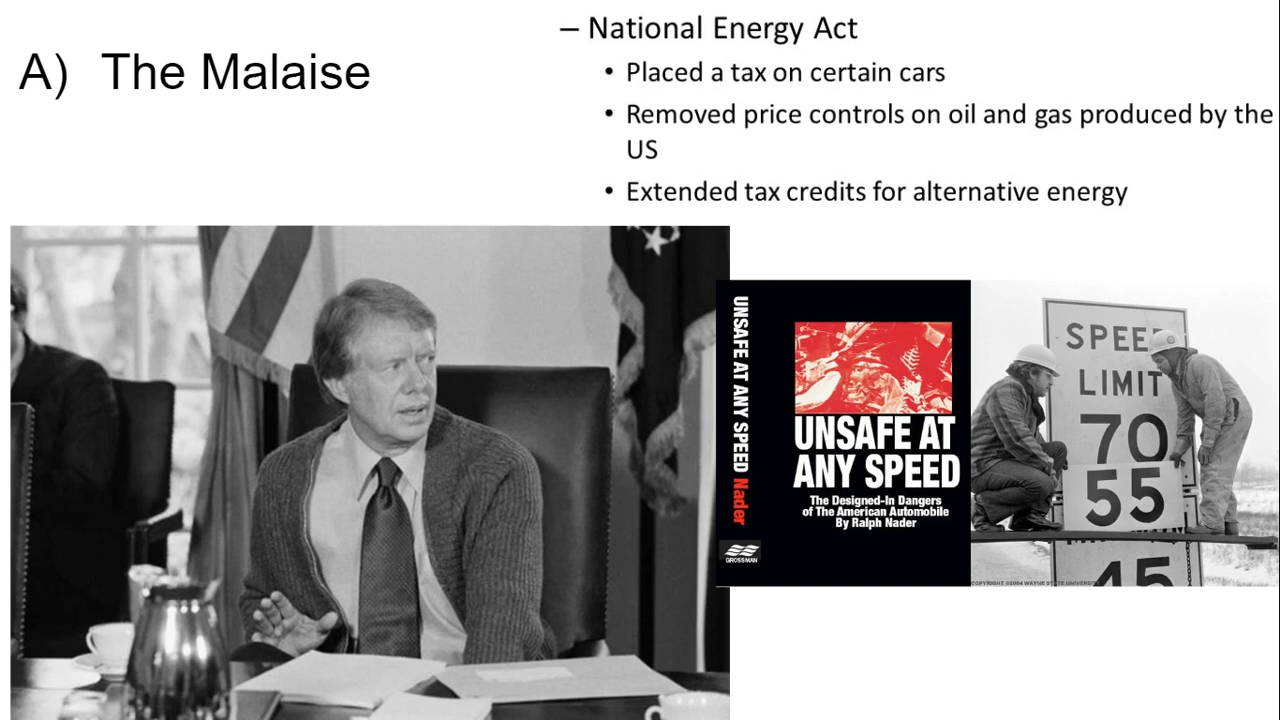 A) The Malaise
– National Energy Act
• Placed a tax on certain cars
• Removed price controls on oil and gas produced by the
US
• Extended tax credits for alternative energy
UNSAFE AT ANY SPEED Nader
GROSSMAN
UNSAFE AT
ANY SPEED
The Designed-In Dangers
of The American Automobile
By Ralph Nader
SPEE
LIMIT
70
55
45
COPYRIGHT ©2004 WAYNE STATE UNIVERSI